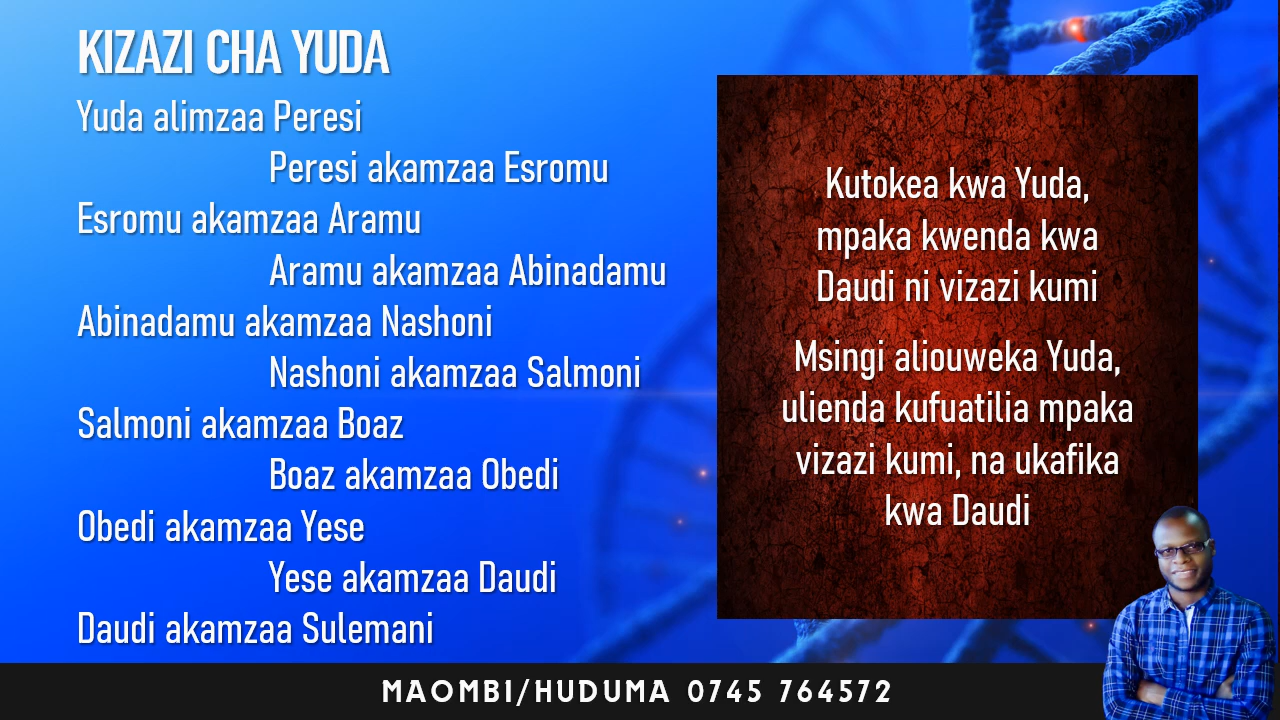 KIZAZI CHA YUDA
Yuda alimzaa Peresi
Peresi akamzaa Esromu
Esromu akamzaa Aramu
Aramu akamzaa Abinadamu
Abinadamu akamzaa Nashoni
Nashoni akamzaa Salmoni
Salmoni akamzaa Boaz
Boaz akamzaa Obedi
Obedi akamzaa Yese
Yese akamzaa Daudi
Daudi akamzaa Sulemani
Kutokea kwa Yuda,
mpaka kwenda kwa
Daudi ni vizazi kumi
Msingi aliouweka Yuda,
ulienda kufuatilia mpaka
vizazi kumi, na ukafika
kwa Daudi
MAOMBI/HUDUMA 0745 764572